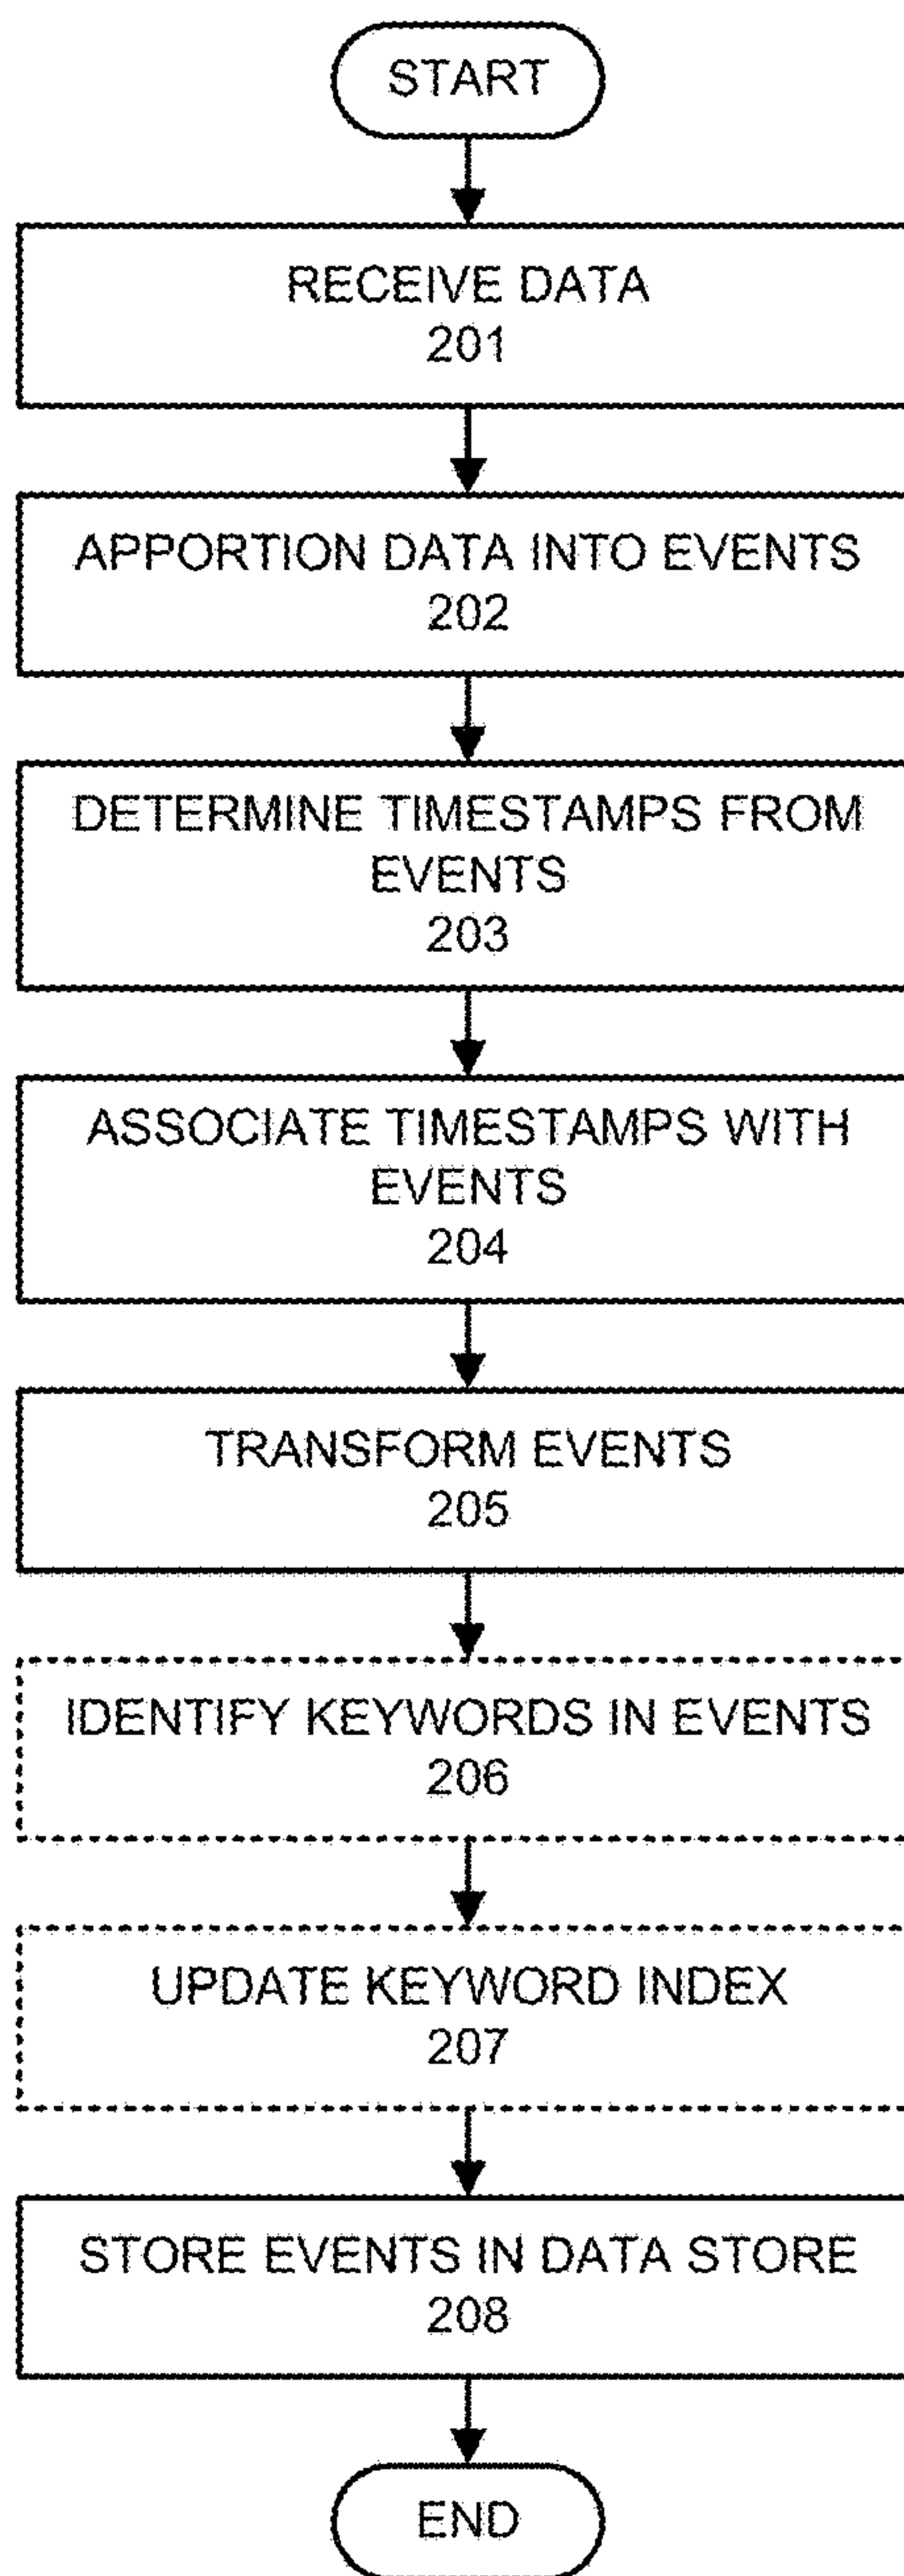 START
RECEIVE DATA
201
APPORTION DATA INTO EVENTS
202
DETERMINE TIMESTAMPS FROM
EVENTS
203
ASSOCIATE TIMESTAMPS WITH
EVENTS
204
TRANSFORM EVENTS
205
IDENTIFY KEYWORDS IN EVENTS
206
UPDATE KEYWORD INDEX
207
STORE EVENTS IN DATA STORE
208
END